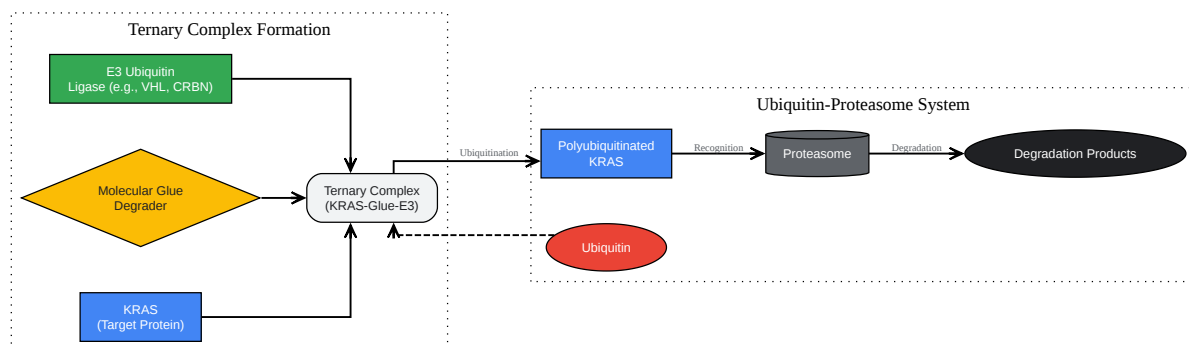 Ternary Complex Formation
E3 Ubiquitin
Ligase (e.g., VHL, CRBN)
Molecular Glue
Degrader
KRAS
(Target Protein)
Ternary Complex
(KRAS-Glue-E3)
Ubiquitination
Ubiquitin-Proteasome System
Polyubiquitinated
KRAS
Recognition
Proteasome
Degradation
Degradation Products
Ubiquitin